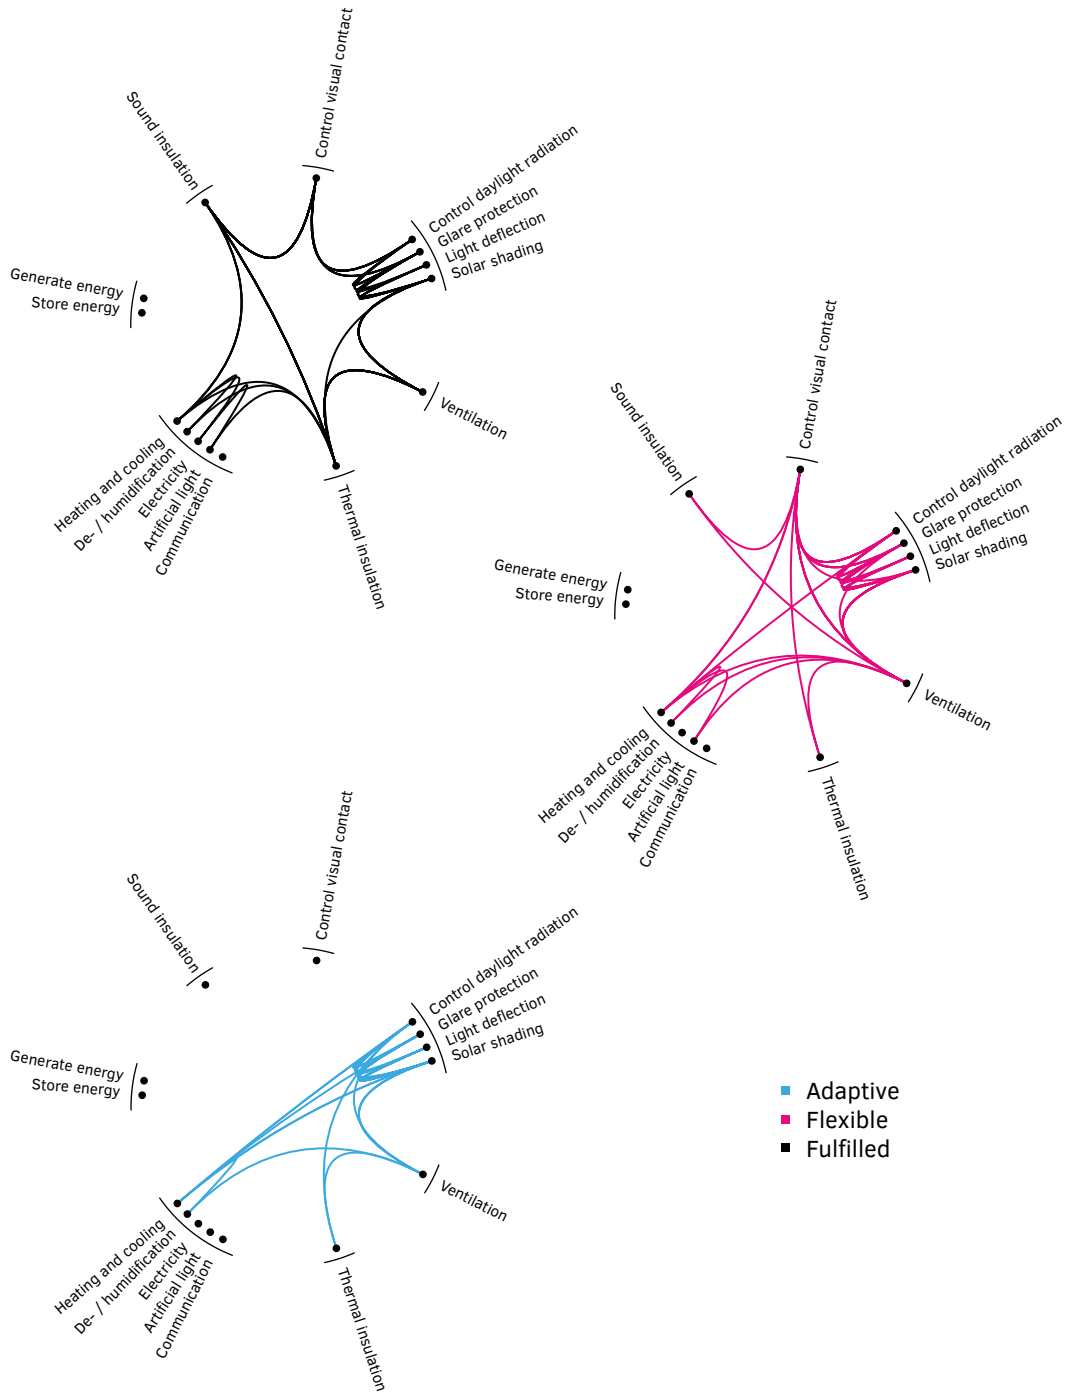 Control visual contact
Sound insulation
Control daylight radiation
Glare protection
Light deflection
Solar shading
Generate energy
Store energy
Ventilation
Heating and cooling
De- / humidification
Electricity
Artificial light
Communication
Thermal insulation
Control visual contact
Sound insulation
Control daylight radiation
Glare protection
Light deflection
Solar shading
Generate energy
Store energy
Ventilation
Heating and cooling
De- / humidification
Electricity
Artificial light
Communication
Thermal insulation
Control visual contact
Sound insulation
Control daylight radiation
Glare protection
Light deflection
Solar shading
Generate energy
Store energy
Ventilation
Heating and cooling
De- / humidification
Electricity
Artificial light
Communication
Thermal insulation
Adaptive
Flexible
Fulfilled